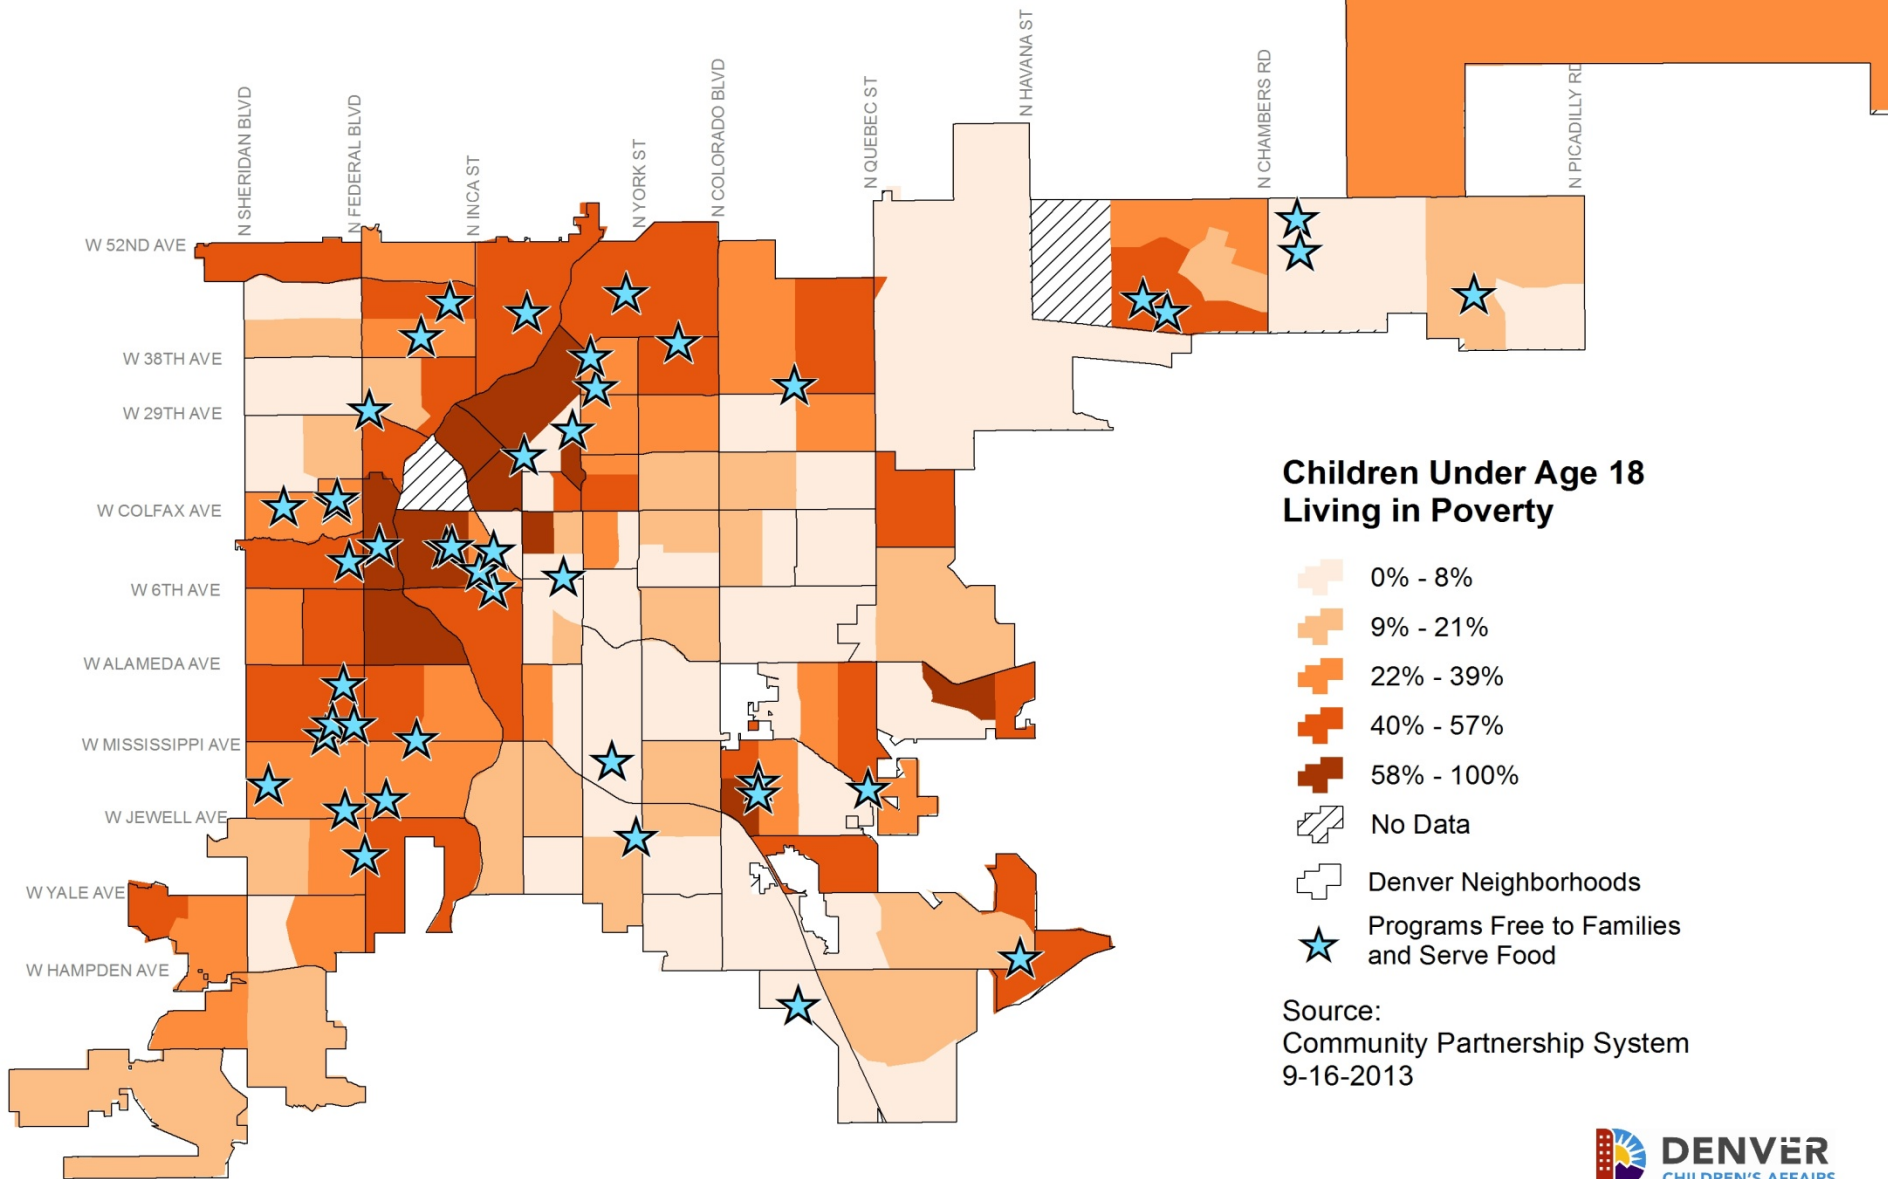 N SHERIDAN BLVD
N FEDERAL BLVD
N INCA ST
N YORK ST
N COLORADO BLVD
N QUEBEC ST
N HAVANA ST
N CHAMBERS RD
N PICADILLY RD
W 52ND AVE
W 38TH AVE
W 29TH AVE
W COLFAX AVE
W 6TH AVE
W ALAMEDA AVE
W MISSISSIPPI AVE
W JEWELL AVE
W YALE AVE
W HAMPDEN AVE
Children Under Age 18
Living in Poverty
0% - 8%
9% - 21%
22% - 39%
40% - 57%
58% - 100%
No Data
Denver Neighborhoods
Programs Free to Families
and Serve Food
Source:
Community Partnership System
9-16-2013
DENVER
CHILDREN'S AFFAIRS